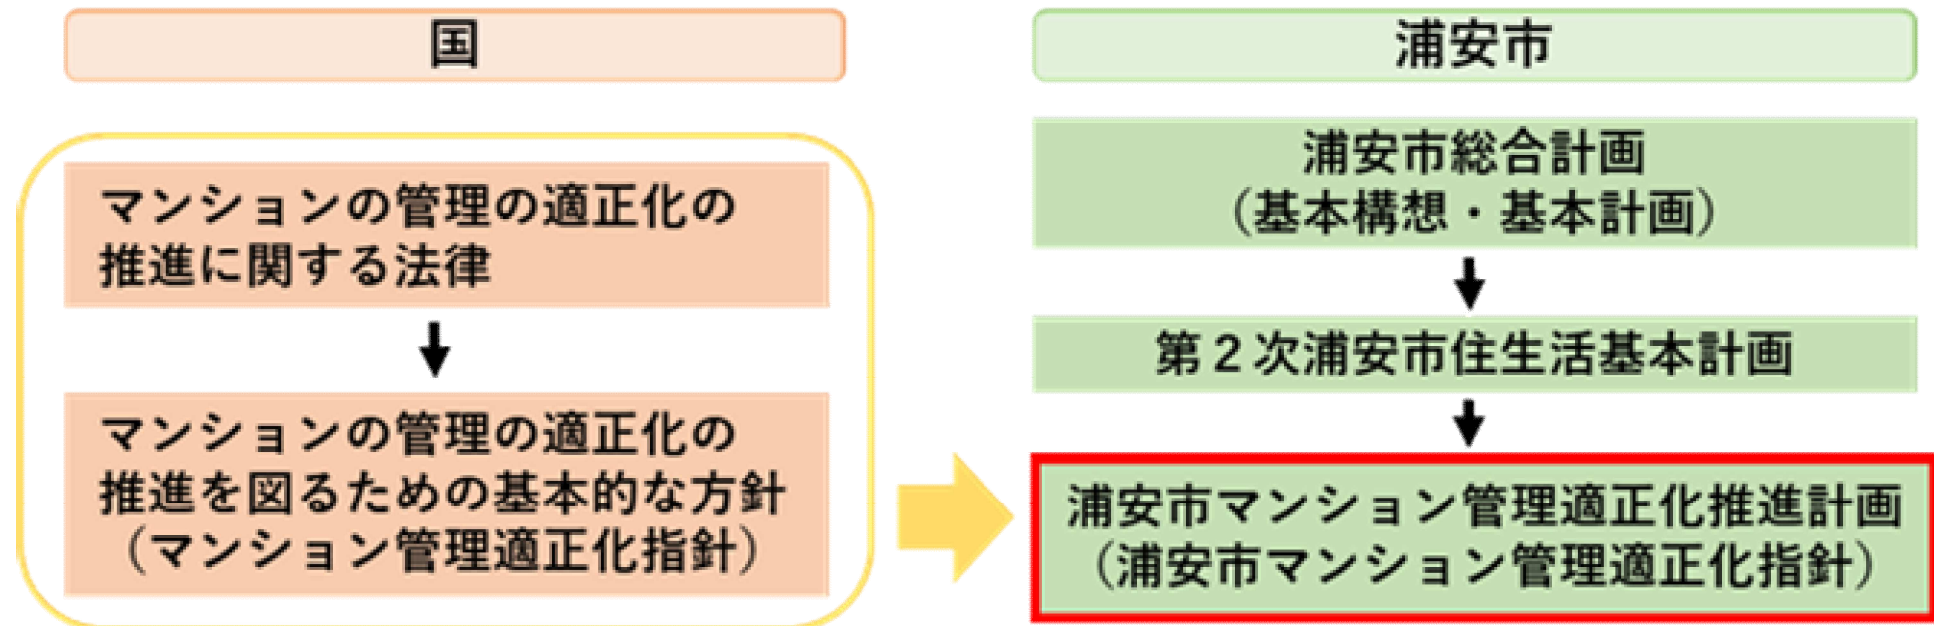 国
マンションの管理の適正化の
推進に関する法律
マンションの管理の適正化の
推進を図るための基本的な方針
（マンション管理適正化指針）
浦安市
浦安市総合計画
（基本構想・基本計画）
第２次浦安市住生活基本計画
浦安市マンション管理適正化推進計画
（浦安市マンション管理適正化指針）